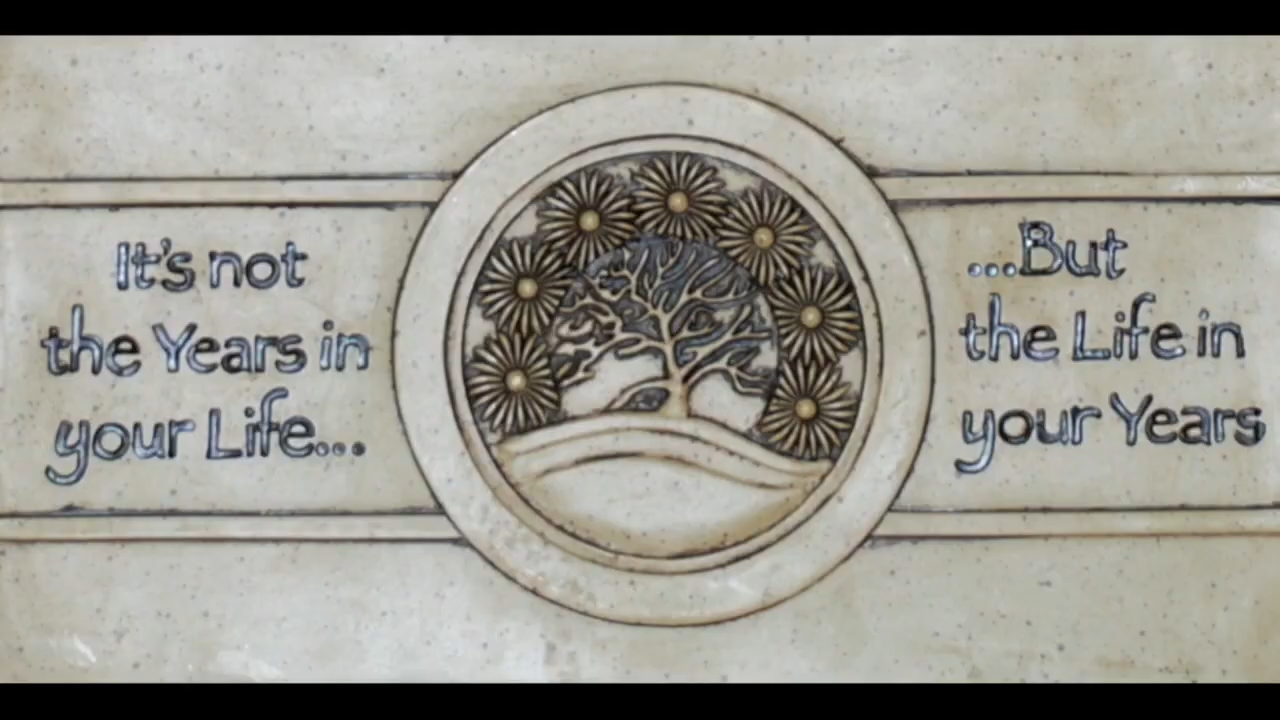 It's not
the Years in
your Life...
...But
the Life in
your Years